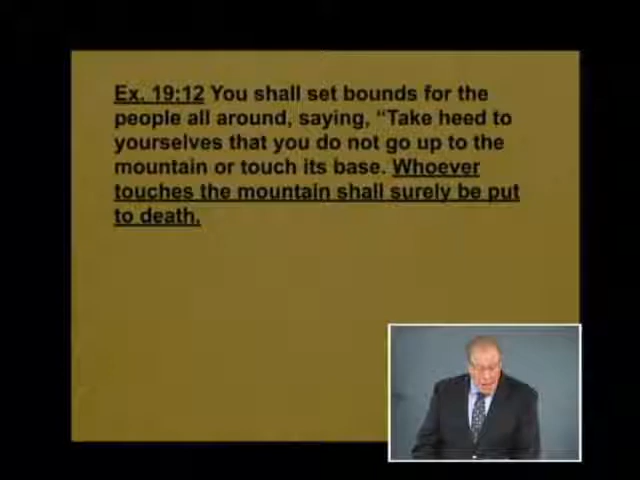 Ex. 19:12 You shall set bounds for the
people all around, saying, “Take heed to
yourselves that you do not go up to the
mountain or touch its base. Whoever
touches the mountain shall surely be put
to death.